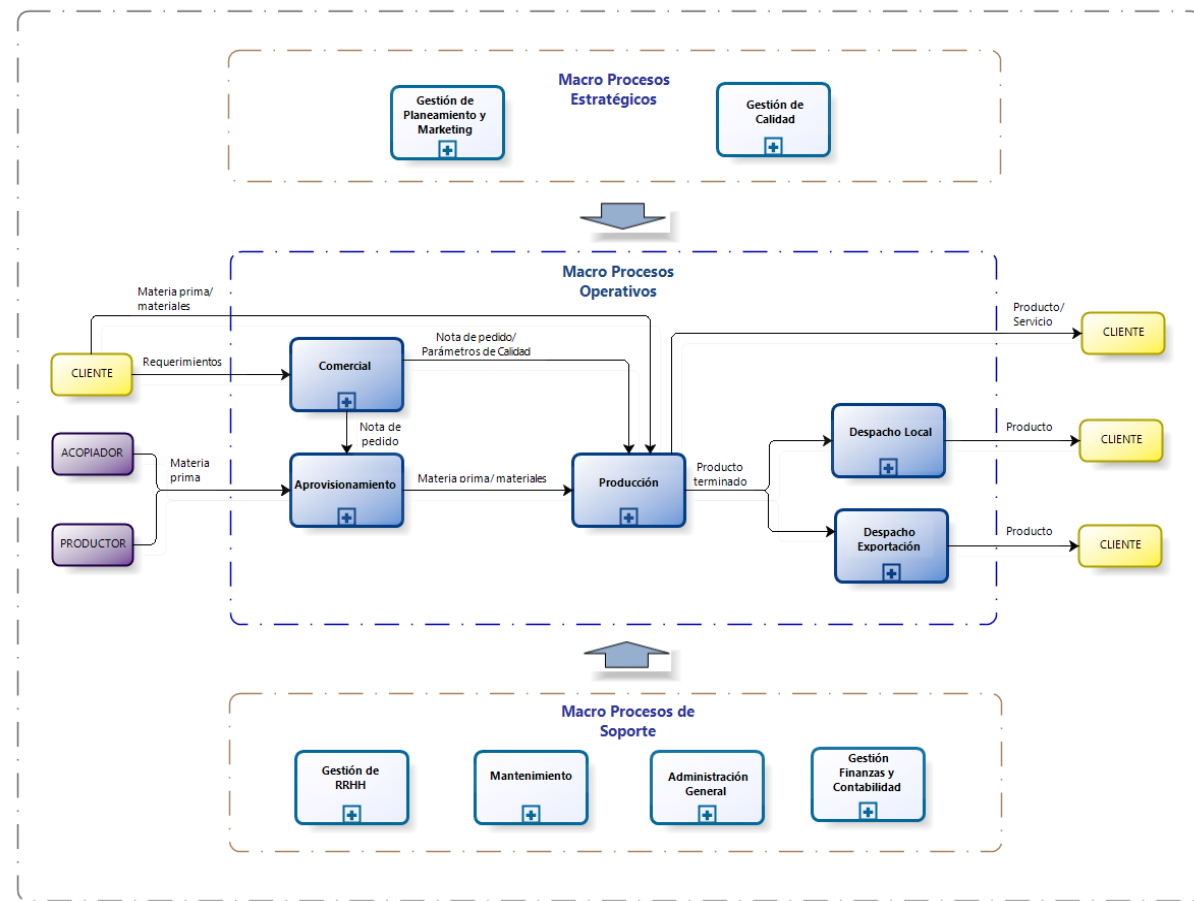 Macro Procesos
Estratégicos
Gestión de
Planeamiento y
Marketing
Gestión de
Calidad
Macro Procesos
Operativos
Materia prima/
materiales
Producto/
Servicio
CLIENTE
Nota de pedido/
Parámetros de Calidad
Requerimientos
Comercial
CLIENTE
Nota de
pedido
Despacho Local
Producto
CLIENTE
ACOPIADOR
Materia
prima
Aprovisionamiento
Materia prima/ materiales
Producción
Producto
terminado
PRODUCTOR
Despacho
Exportación
Producto
CLIENTE
Macro Procesos de
Soporte
Gestión de
RRHH
Mantenimiento
Administración
General
Gestión
Finanzas y
Contabilidad